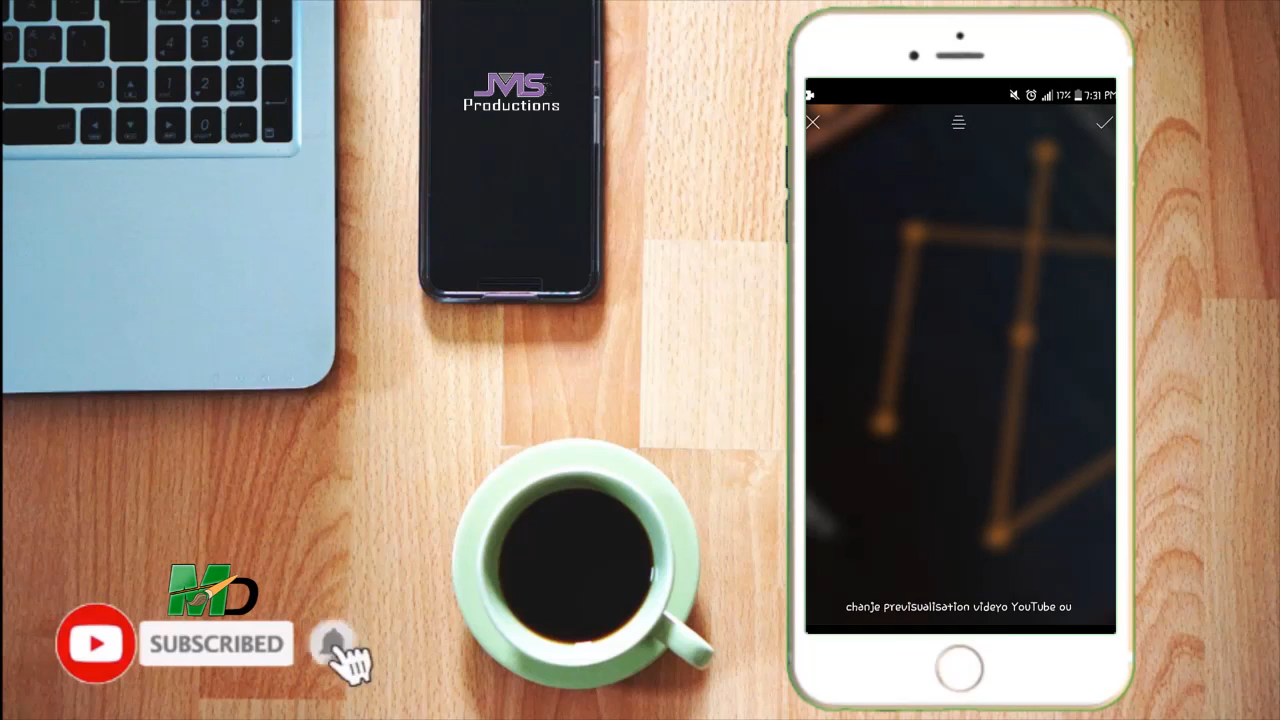 JMS
Productions
17% 7:31 PM
chanje previsualisation videyo YouTube ou
MD
SUBSCRIBED